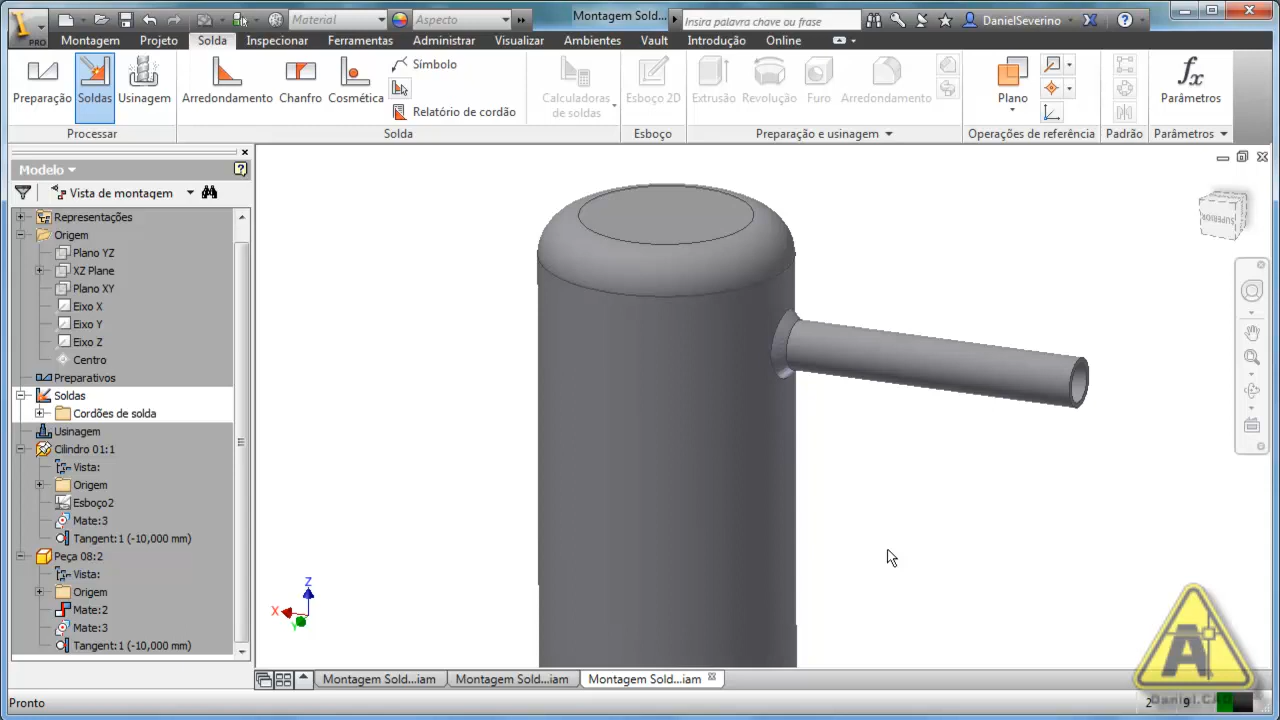 PRO
Material
Aspecto
Montagem Sold...
Insira palavra chave ou frase
DanielSeverino
Montagem
Projeto
Solda
Inspecionar
Ferramentas
Administrar
Visualizar
Ambientes
Vault
Introdução
Online
Preparação
Soldas
Usinagem
Arredondamento
Chanfro
Cosmética
Símbolo
Relatório de cordão
Calculadoras
de soldas
Esboço 2D
Extrusão
Revolução
Furo
Arredondamento
Plano
Parâmetros
Processar
Solda
Esboço
Preparação e usinagem
Operações de referência
Padrão
Parâmetros
Modelo
Vista de montagem
Representações
Origem
Plano YZ
XZ Plane
Plano XY
Eixo X
Eixo Y
Eixo Z
Centro
Preparativos
Soldas
Cordões de solda
Usinagem
Cilindro 01:1
Vista:
Origem
Esboço2
Mate:3
Tangent:1 (-10,000 mm)
Peça 08:2
Vista:
Origem
Mate:2
Mate:3
Tangent:1 (-10,000 mm)
SUPERIOR
Z
X
Y
Montagem Sold...iam
Montagem Sold...iam
Montagem Sold...iam
A
Daniel.CAD
Pronto
2
9